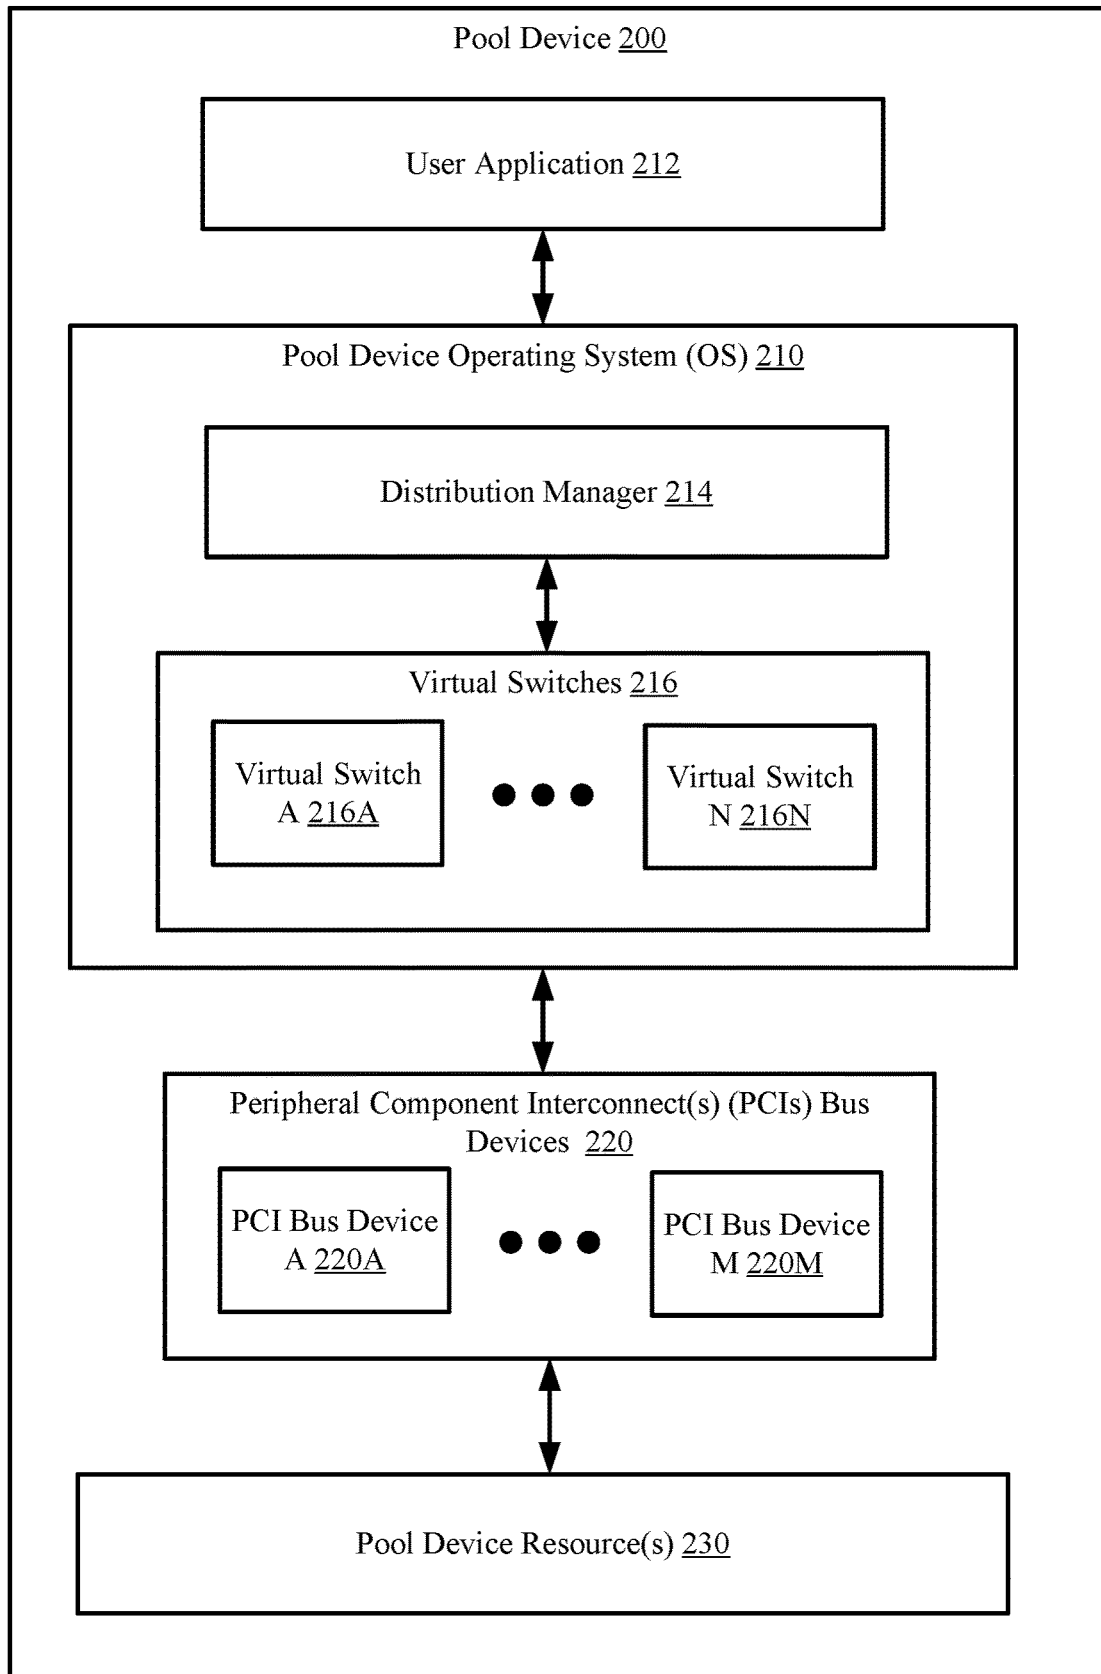 Pool Device 200
User Application 212
Pool Device Operating System (OS) 210
Distribution Manager 214
Virtual Switches 216
Virtual Switch
A 216A
Virtual Switch
N 216N
Peripheral Component Interconnect(s) (PCIs) Bus
Devices 220
PCI Bus Device
A 220A
PCI Bus Device
M 220M
Pool Device Resource(s) 230